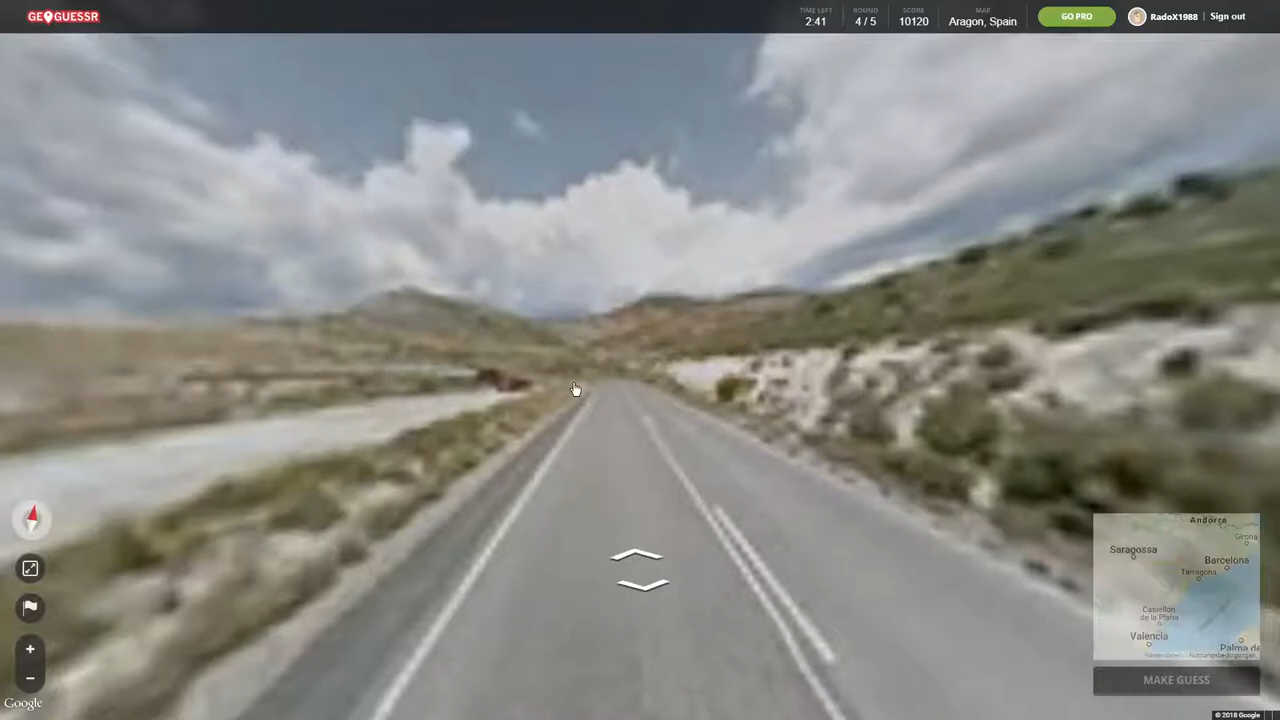 GEOGUESSR
TIME LEFT
2:41
ROUND
4 / 5
SCORE
10120
MAP
Aragon, Spain
GO PRO
RadoX1988
Sign out
Andorra
Girona
Saragossa
Barcelona
Tarragona
Castellon
de la Plana
Valencia
Palma de
Nutzungsbedingungen
MAKE GUESS
Google
© 2018 Google